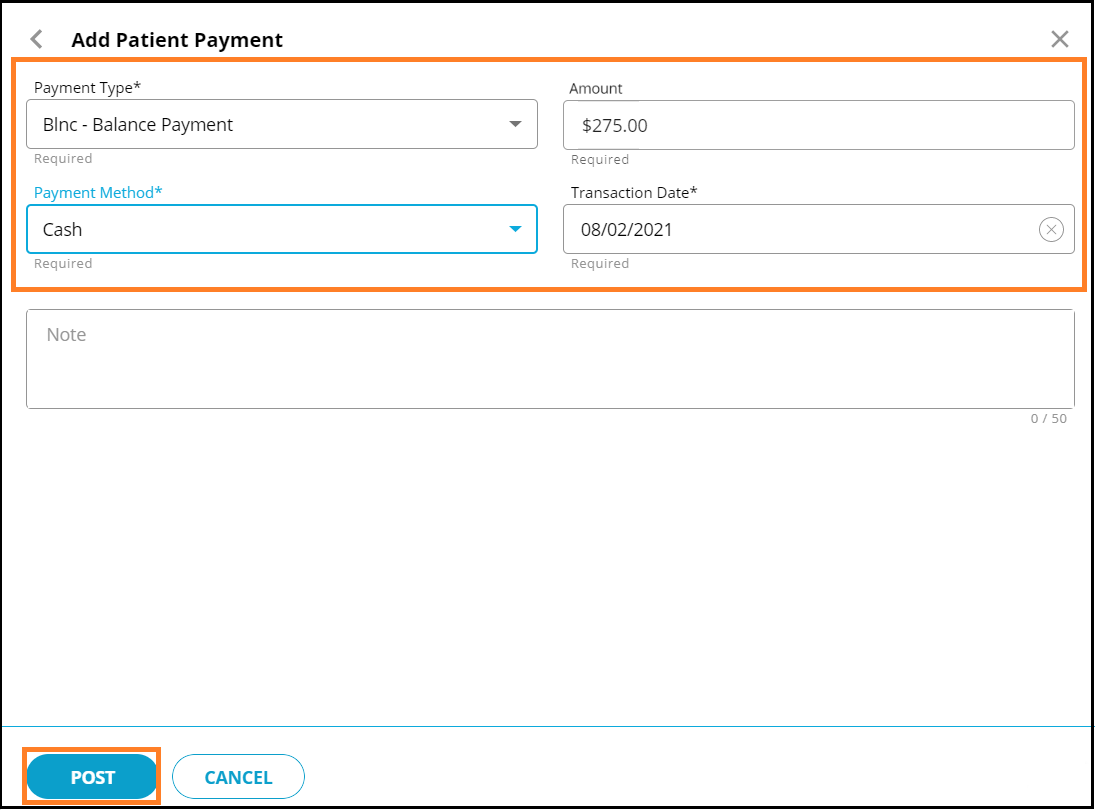 Add Patient Payment
Payment Type*
Amount
Blnc - Balance Payment
$275.00
Required
Required
Payment Method*
Transaction Date*
Cash
08/02/2021
Required
Required
Note
0 / 50
POST
CANCEL